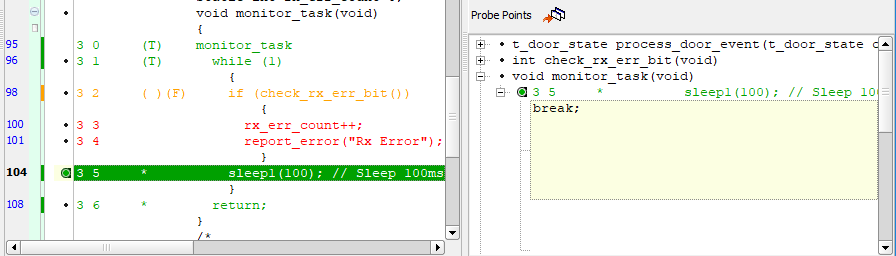 void monitor_task(void)
{
95 3 0 (T) monitor_task
96 3 1 (T) while (1)
{
98 3 2 ( )(F) if (check_rx_err_bit())
{
100 3 3 rx_err_count++;
101 3 4 report_error("Rx Error");
}
104 3 5 * sleep1(100); // Sleep 100ms
}
108 3 6 * return;
}
/*
Probe Points
t_door_state process_door_event(t_door_state c
int check_rx_err_bit(void)
void monitor_task(void)
3 5 * sleep1(100); // Sleep 100
break;